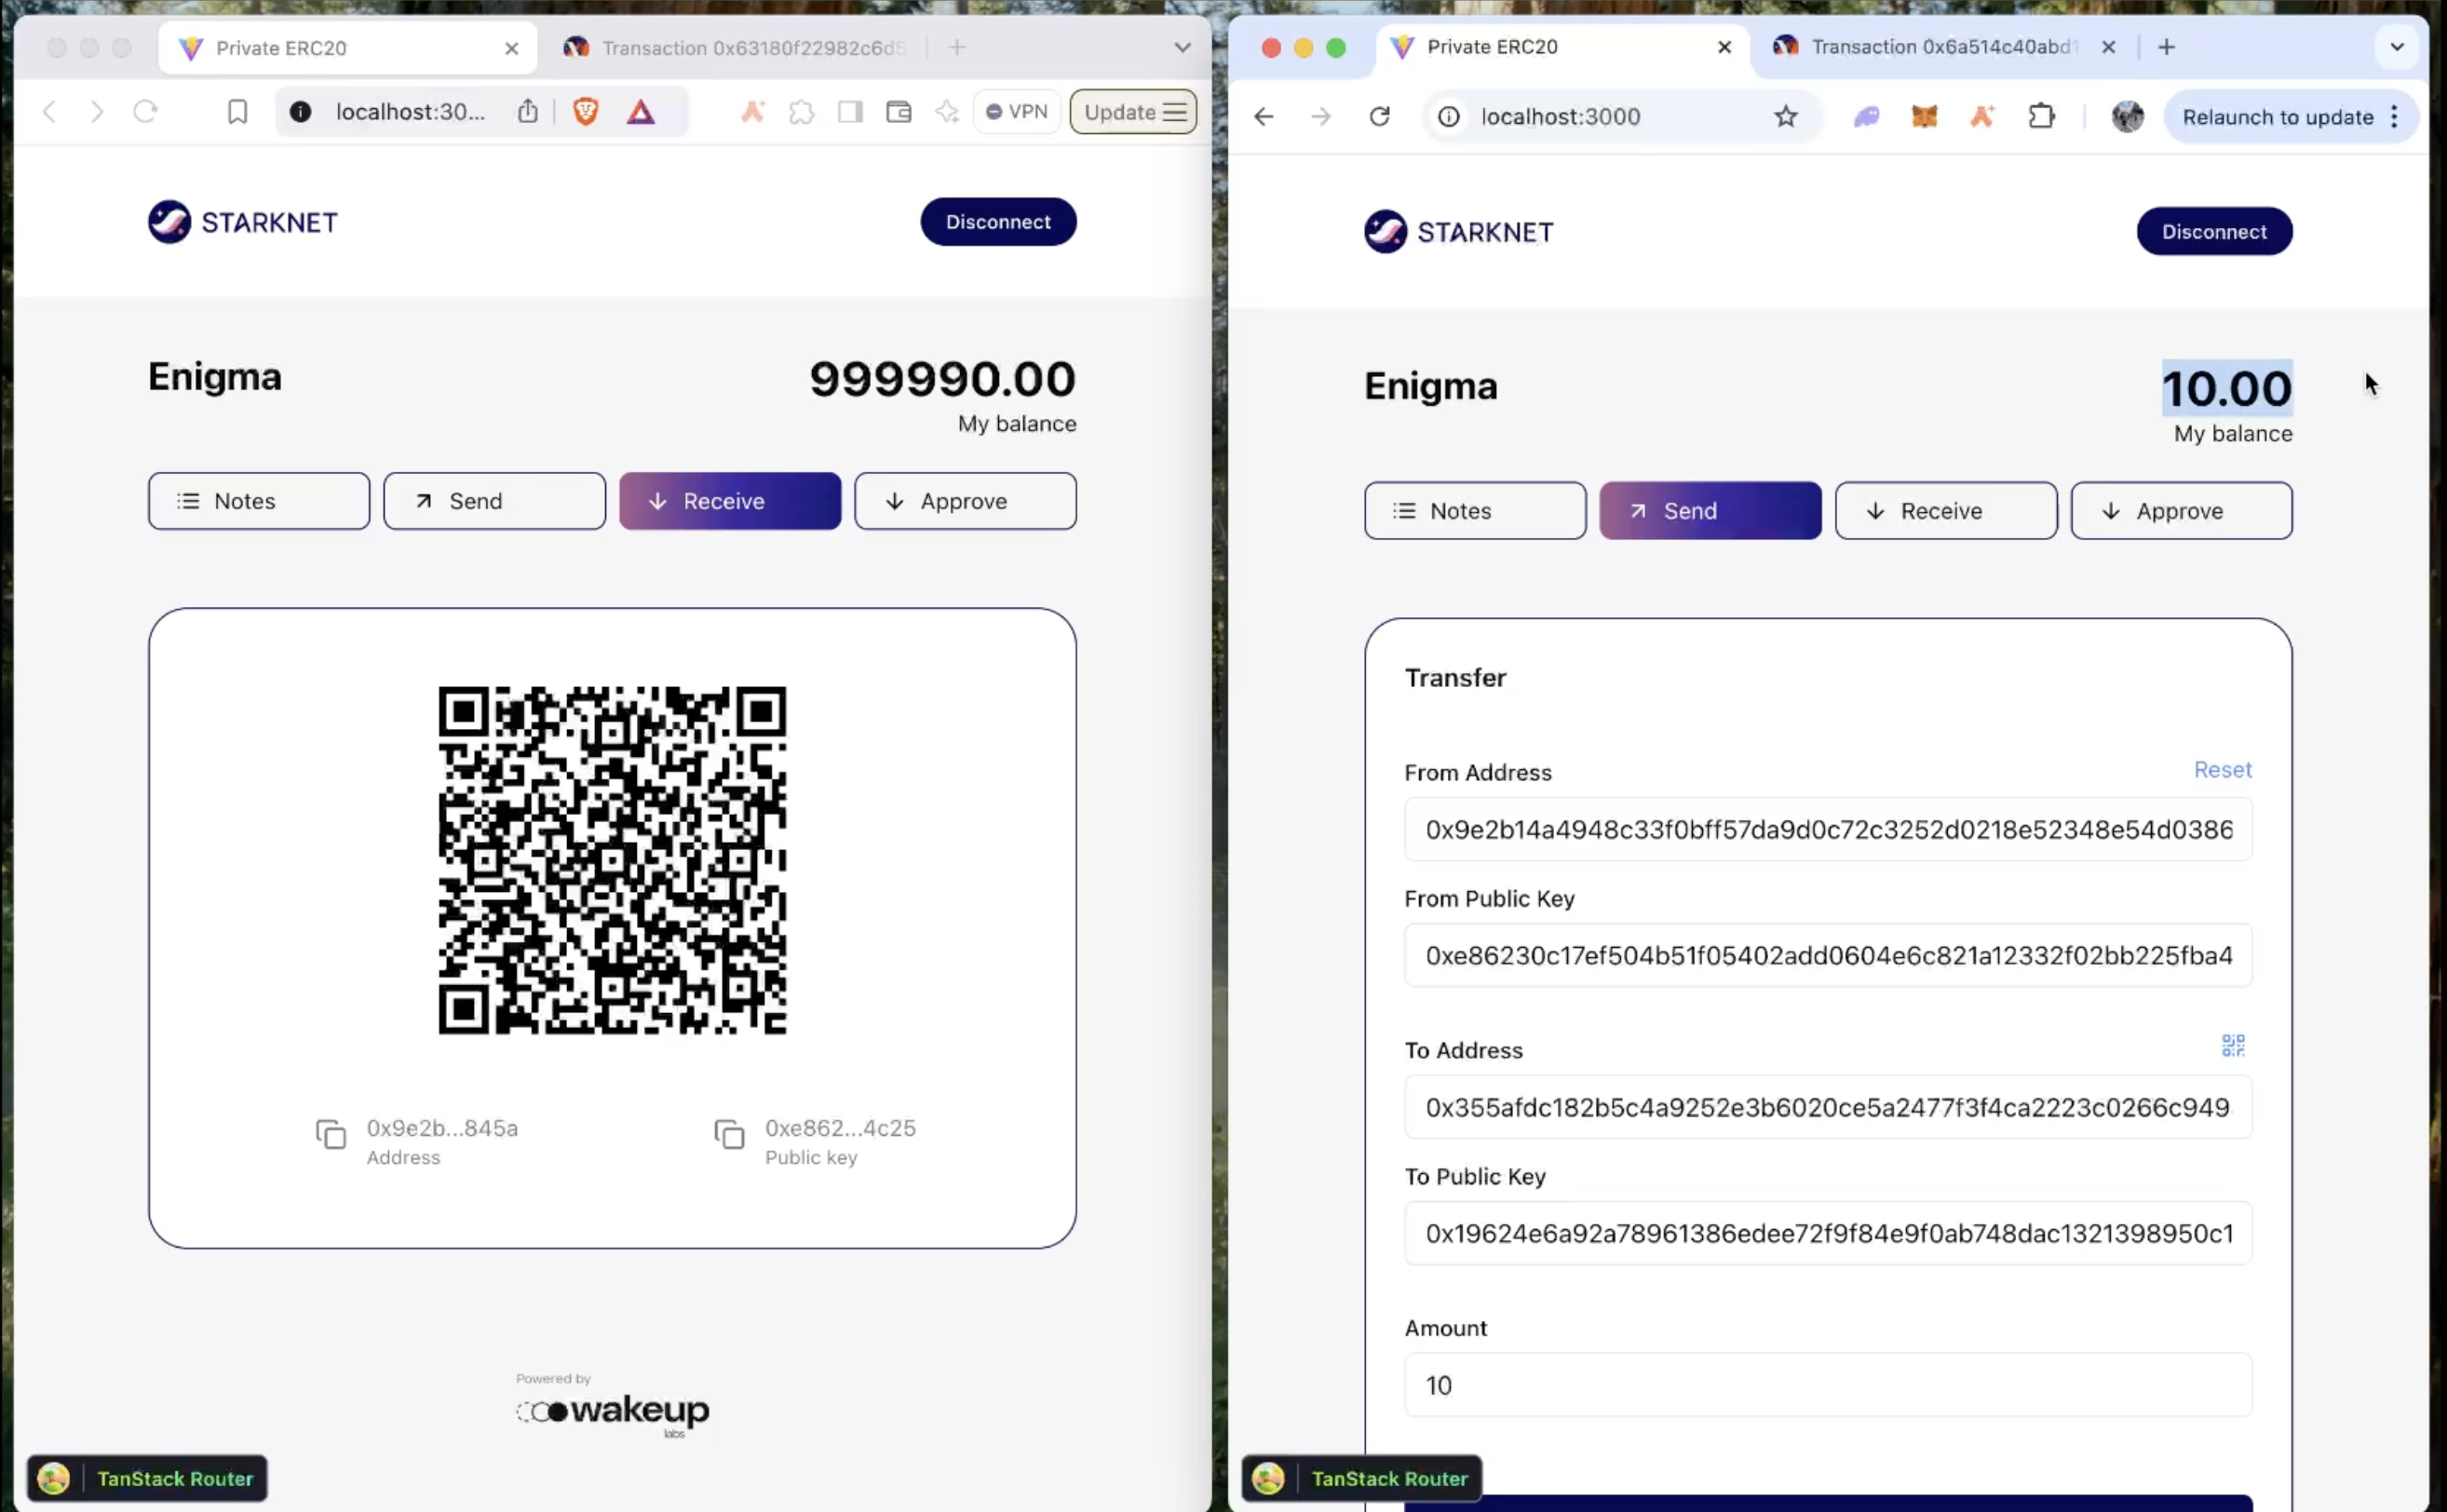 Private ERC20
Transaction 0x63180f22982c6d5
localhost:30...
VPN
Update
STARKNET
Disconnect
Enigma
999990.00
My balance
Notes
Send
Receive
Approve
0x9e2b...845a
Address
0xe862...4c25
Public key
Powered by
wakeup
labs
TanStack Router
Private ERC20
Transaction 0x6a514c40abd1
localhost:3000
Relaunch to update
STARKNET
Disconnect
Enigma
10.00
My balance
Notes
Send
Receive
Approve
Transfer
From Address
Reset
0x9e2b14a4948c33f0bff57da9d0c72c3252d0218e52348e54d0386
From Public Key
0xe86230c17ef504b51f05402add0604e6c821a12332f02bb225fba4
To Address
0x355afdc182b5c4a9252e3b6020ce5a2477f3f4ca2223c0266c949
To Public Key
0x19624e6a92a78961386edee72f9f84e9f0ab748dac1321398950c1
Amount
10
TanStack Router